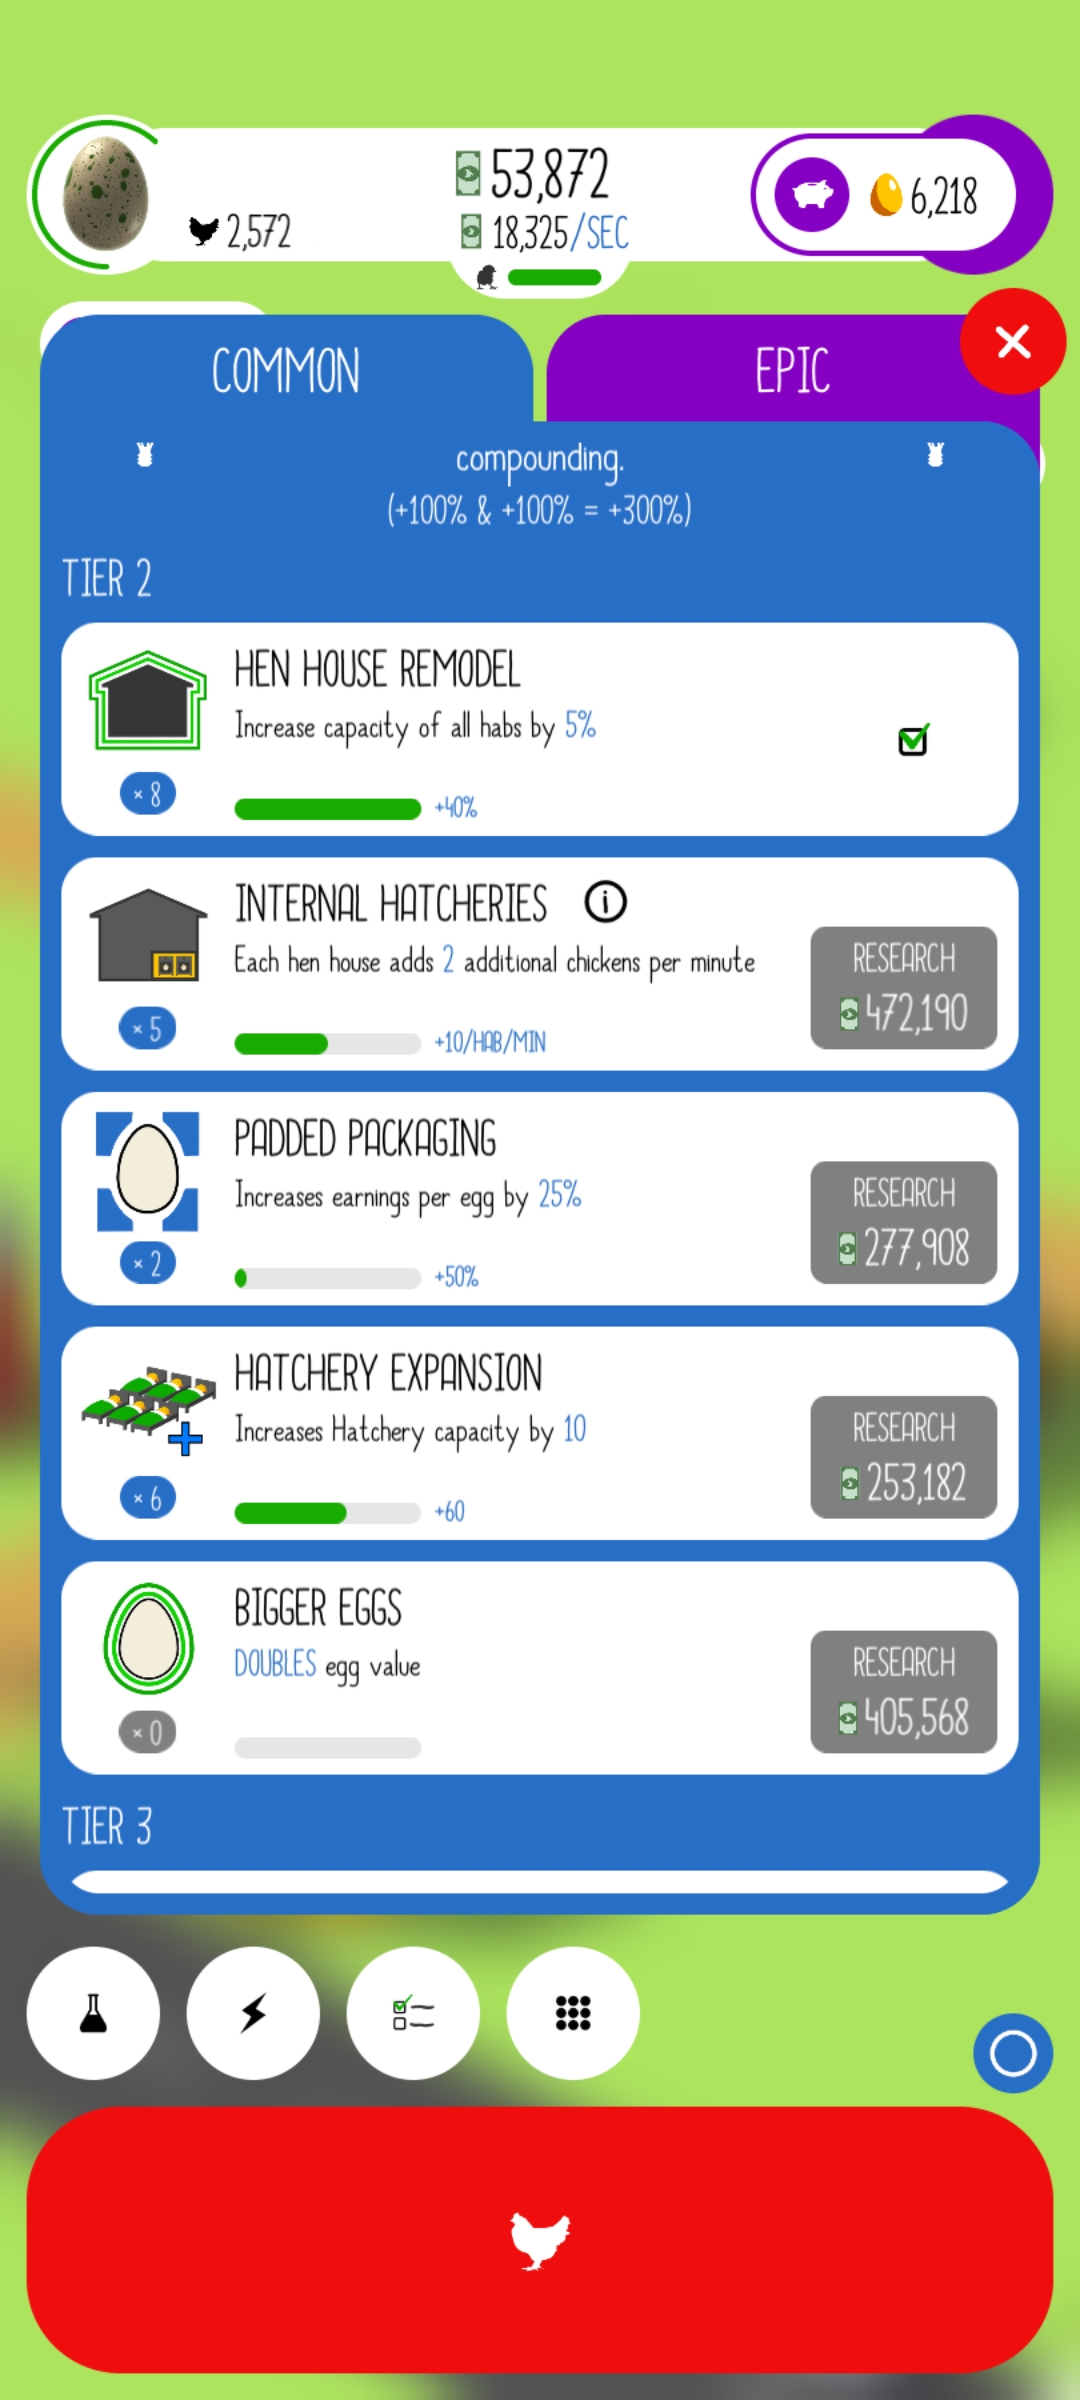 53,872
2,572
18,325/SEC
6,218
COMMON
EPIC
compounding.
(+100% & +100% = +300%)
TIER 2
HEN HOUSE REMODEL
Increase capacity of all habs by 5%
× 8
+40%
INTERNAL HATCHERIES i
Each hen house adds 2 additional chickens per minute
RESEARCH
472,190
× 5
+10/HAB/MIN
PADDED PACKAGING
Increases earnings per egg by 25%
RESEARCH
277,908
× 2
+50%
HATCHERY EXPANSION
Increases Hatchery capacity by 10
RESEARCH
253,182
× 6
+60
BIGGER EGGS
DOUBLES egg value
RESEARCH
405,568
× 0
TIER 3